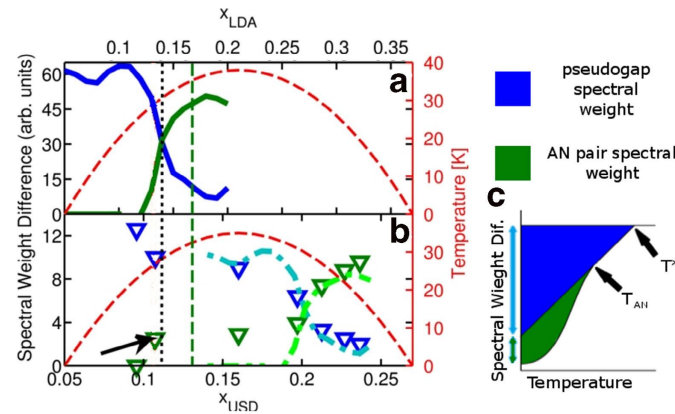 x_LDA
0.1 0.15 0.2 0.25 0.3
60 40
a
45 30
30 20
15 10
0 0
12
b
30
8 20
4 10
0 0
0.05 0.1 0.15 0.2 0.25
x_USD
Spectral Weight Difference (arb. units)
Temperature [K]
pseudogap
spectral
weight
AN pair spectral
weight
c
Spectral Wieght Dif.
T_AN
Temperature